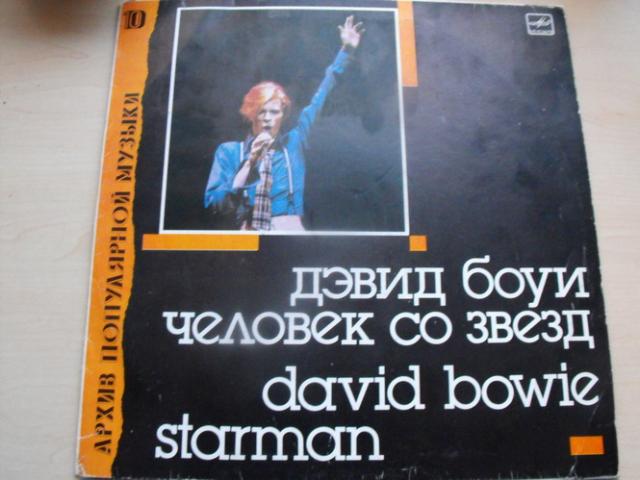 10
АРХИВ ПОПУЛЯРНОЙ МУЗЫКИ
дэвид боуи
человек со звезд
david bowie
starman